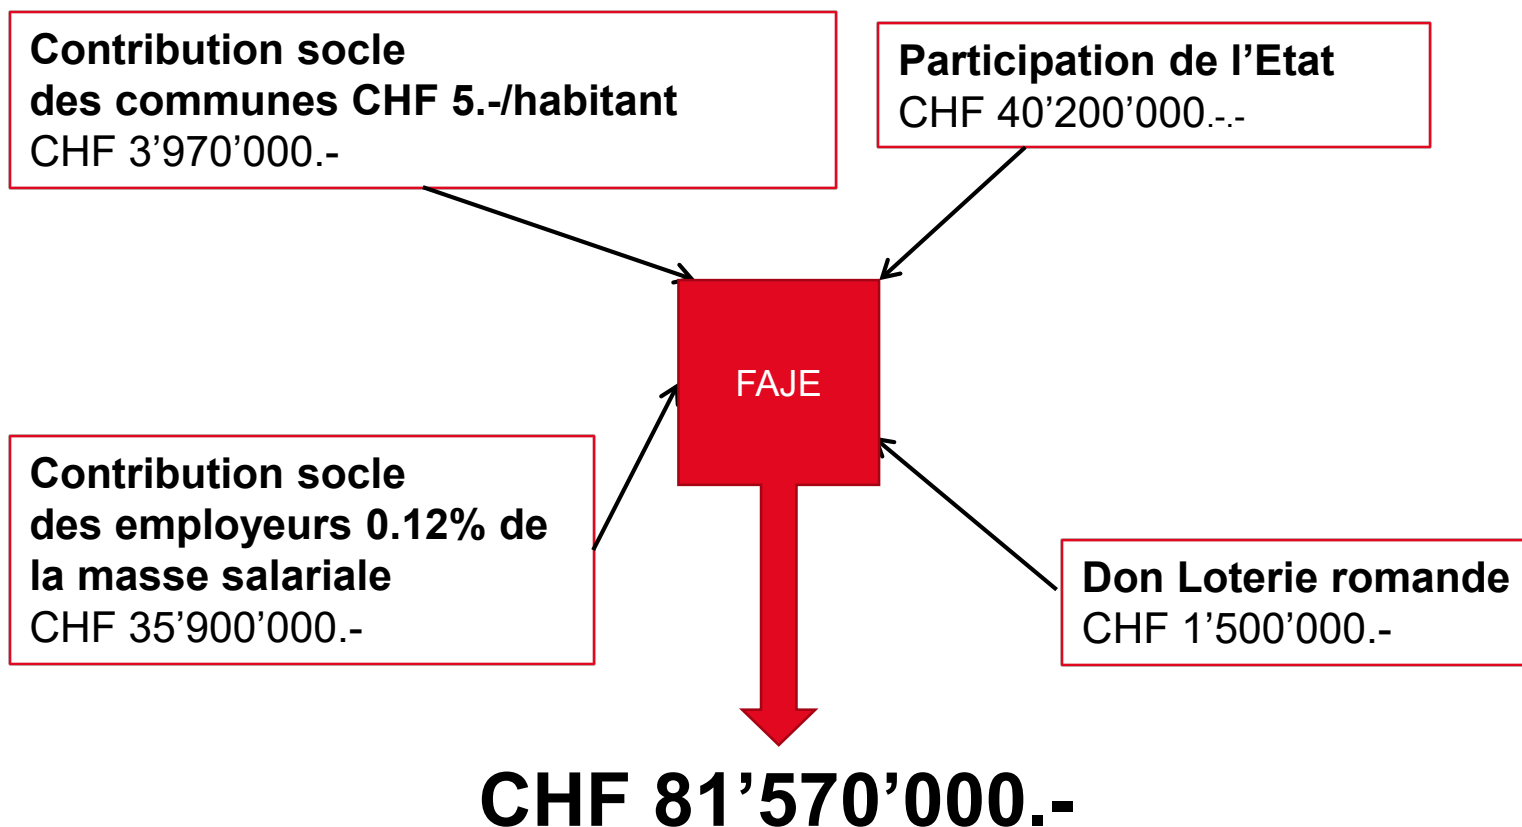 Contribution socle
des communes CHF 5.-/habitant
CHF 3’970’000.-
Participation de l’Etat
CHF 40’200’000.-.-
FAJE
Contribution socle
des employeurs 0.12% de
la masse salariale
CHF 35’900’000.-
Don Loterie romande
CHF 1’500’000.-
CHF 81’570’000.-